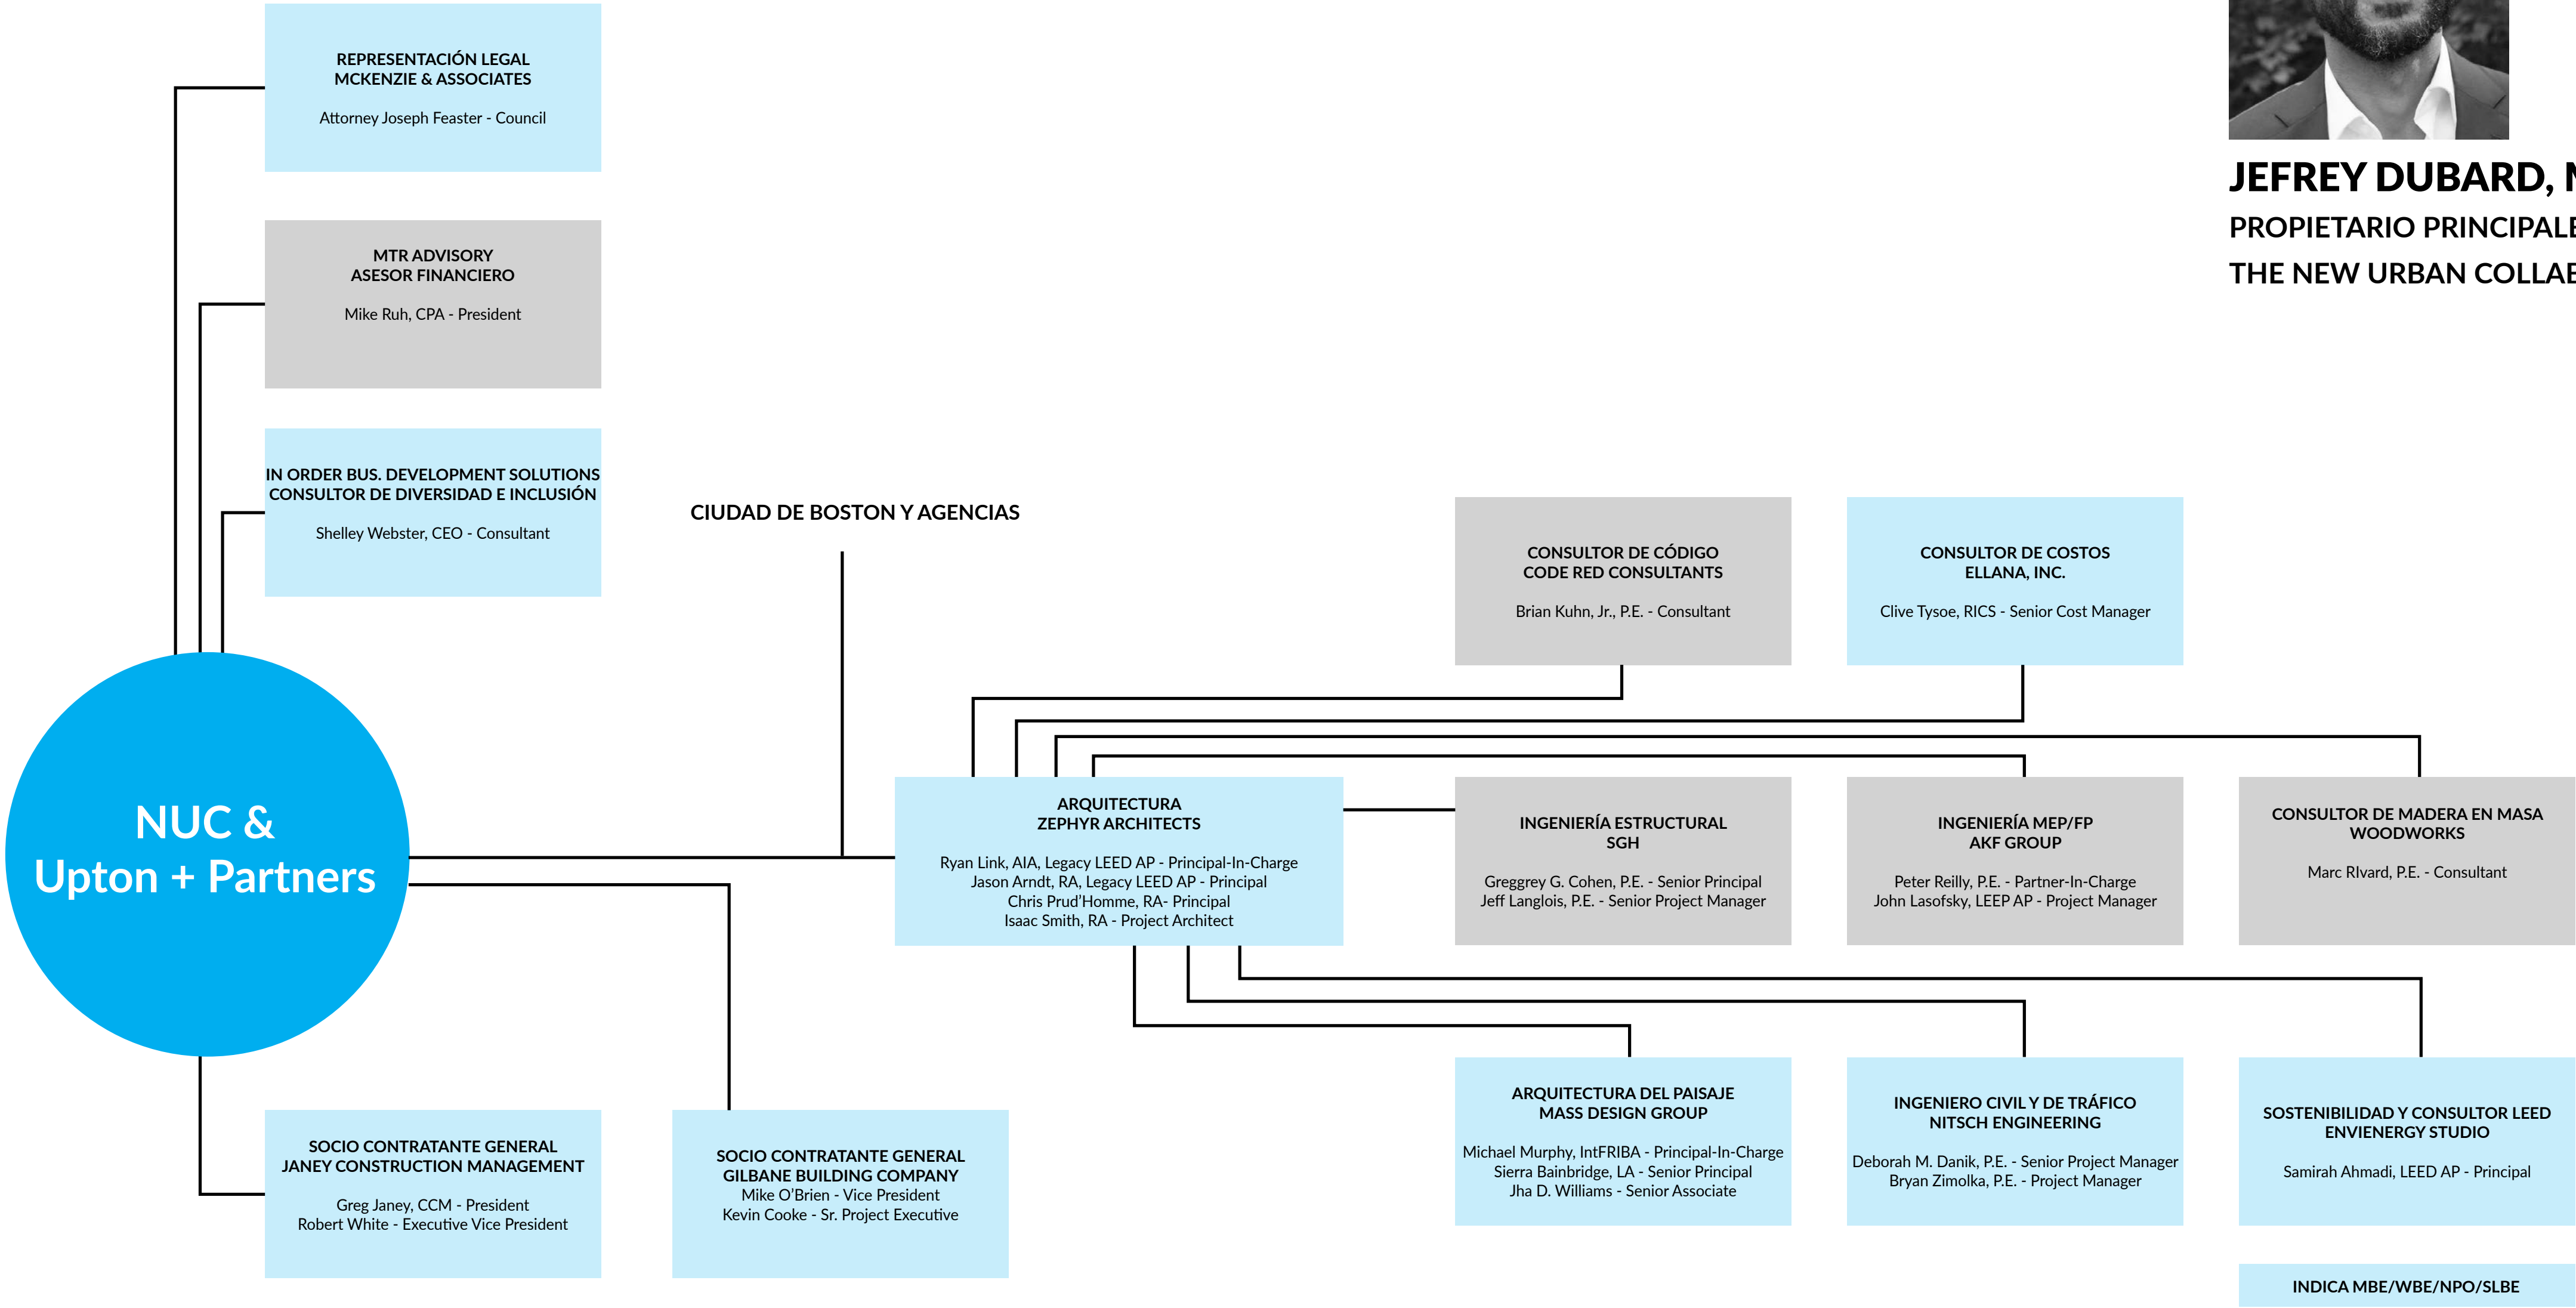 REPRESENTACIÓN LEGAL
MCKENZIE & ASSOCIATES
Attorney Joseph Feaster - Council
JEFREY DUBARD,
PROPIETARIO PRINCIPALE
THE NEW URBAN
MTR ADVISORY
ASESOR FINANCIERO
Mike Ruh, CPA - President
IN ORDER BUS. DEVELOPMENT SOLUTIONS
CONSULTOR DE DIVERSIDAD E INCLUSIÓN
Shelley Webster, CEO - Consultant
CIUDAD DE BOSTON Y AGENCIAS
CONSULTOR DE CÓDIGO
CODE RED CONSULTANTS
Brian Kuhn, Jr., P.E. - Consultant
CONSULTOR DE COSTOS
ELLANA, INC.
Clive Tysoe, RICS - Senior Cost Manager
NUC &
Upton + Partners
ARQUITECTURA
ZEPHYR ARCHITECTS
Ryan Link, AIA, Legacy LEED AP - Principal-In-Charge
Jason Arndt, RA, Legacy LEED AP - Principal
Chris Prud’Homme, RA- Principal
Isaac Smith, RA - Project Architect
INGENIERÍA ESTRUCTURAL
SGH
Greggrey G. Cohen, P.E. - Senior Principal
Jeff Langlois, P.E. - Senior Project Manager
INGENIERÍA MEP/FP
AKF GROUP
Peter Reilly, P.E. - Partner-In-Charge
John Lasofsky, LEEP AP - Project Manager
CONSULTOR DE MADERA EN MASA
WOODWORKS
Marc RIvard, P.E. - Consultant
SOCIO CONTRATANTE GENERAL
JANEY CONSTRUCTION MANAGEMENT
Greg Janey, CCM - President
Robert White - Executive Vice President
SOCIO CONTRATANTE GENERAL
GILBANE BUILDING COMPANY
Mike O’Brien - Vice President
Kevin Cooke - Sr. Project Executive
ARQUITECTURA DEL PAISAJE
MASS DESIGN GROUP
Michael Murphy, IntFRIBA - Principal-In-Charge
Sierra Bainbridge, LA - Senior Principal
Jha D. Williams - Senior Associate
INGENIERO CIVIL Y DE TRÁFICO
NITSCH ENGINEERING
Deborah M. Danik, P.E. - Senior Project Manager
Bryan Zimolka, P.E. - Project Manager
SOSTENIBILIDAD Y CONSULTOR LEED
ENVIENERGY STUDIO
Samirah Ahmadi, LEED AP - Principal
INDICA MBE/WBE/NPO/SLBE